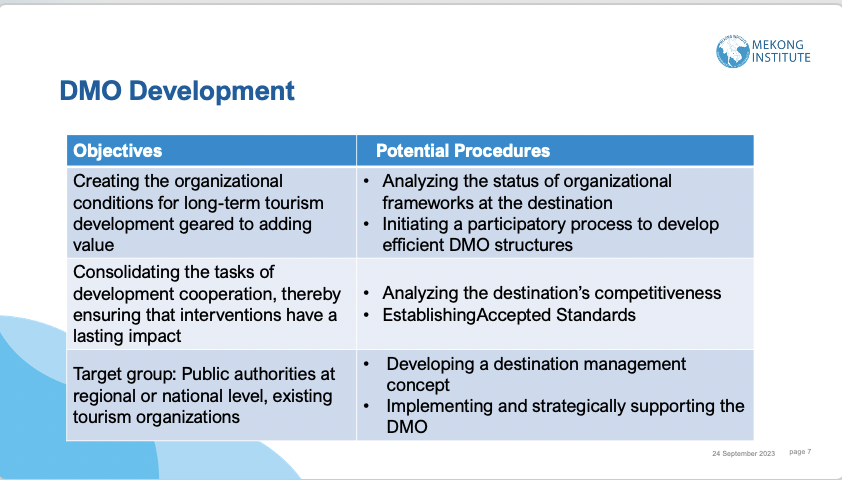 MEKONG
INSTITUTE
DMO Development
Objectives
Potential Procedures
Creating the organizational
conditions for long-term tourism
development geared to adding
value
• Analyzing the status of organizational
frameworks at the destination
• Initiating a participatory process to develop
efficient DMO structures
Consolidating the tasks of
development cooperation, thereby
ensuring that interventions have a
lasting impact
• Analyzing the destination’s competitiveness
• EstablishingAccepted Standards
Target group: Public authorities at
regional or national level, existing
tourism organizations
• Developing a destination management
concept
• Implementing and strategically supporting the
DMO
24 September 2023
page 7